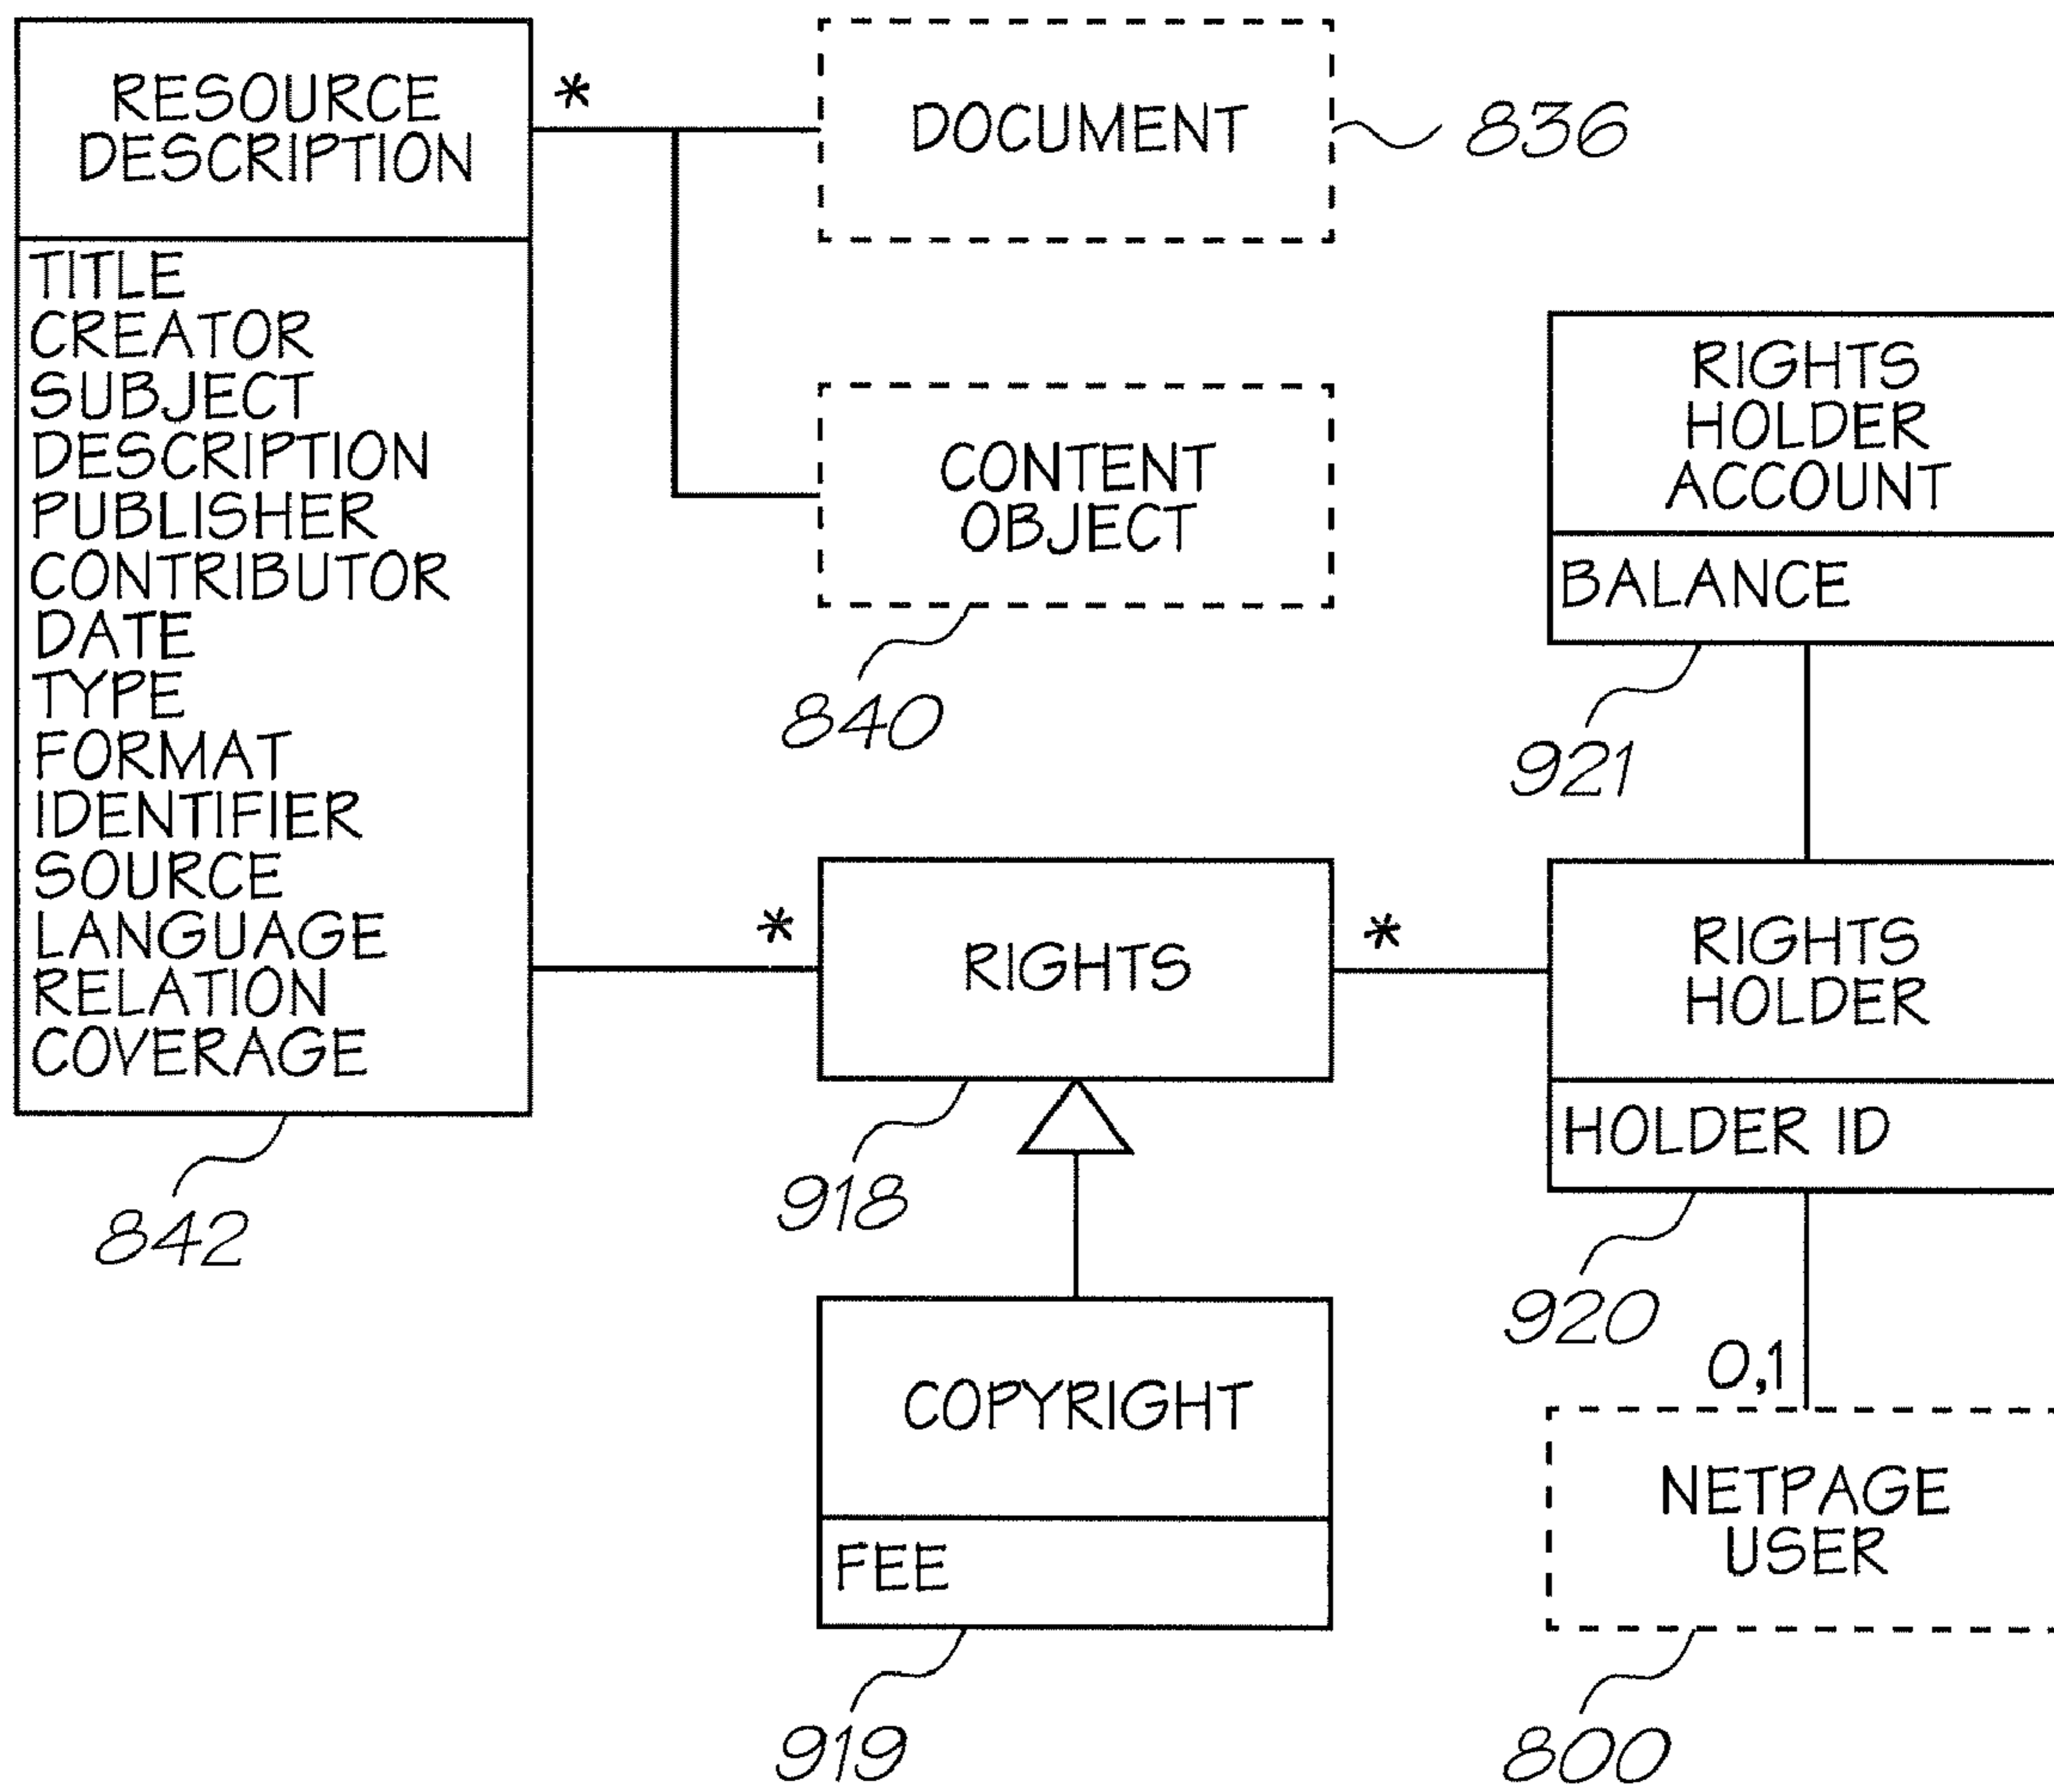 RESOURCE
DESCRIPTION
TITLE
CREATOR
SUBJECT
DESCRIPTION
PUBLISHER
CONTRIBUTOR
DATE
TYPE
FORMAT
IDENTIFIER
SOURCE
LANGUAGE
RELATION
COVERAGE
842
*
DOCUMENT
836
CONTENT
OBJECT
840
RIGHTS
HOLDER
ACCOUNT
BALANCE
921
*
RIGHTS
918
*
RIGHTS
HOLDER
HOLDER ID
920
COPYRIGHT
FEE
919
0,1
NETPAGE
USER
800